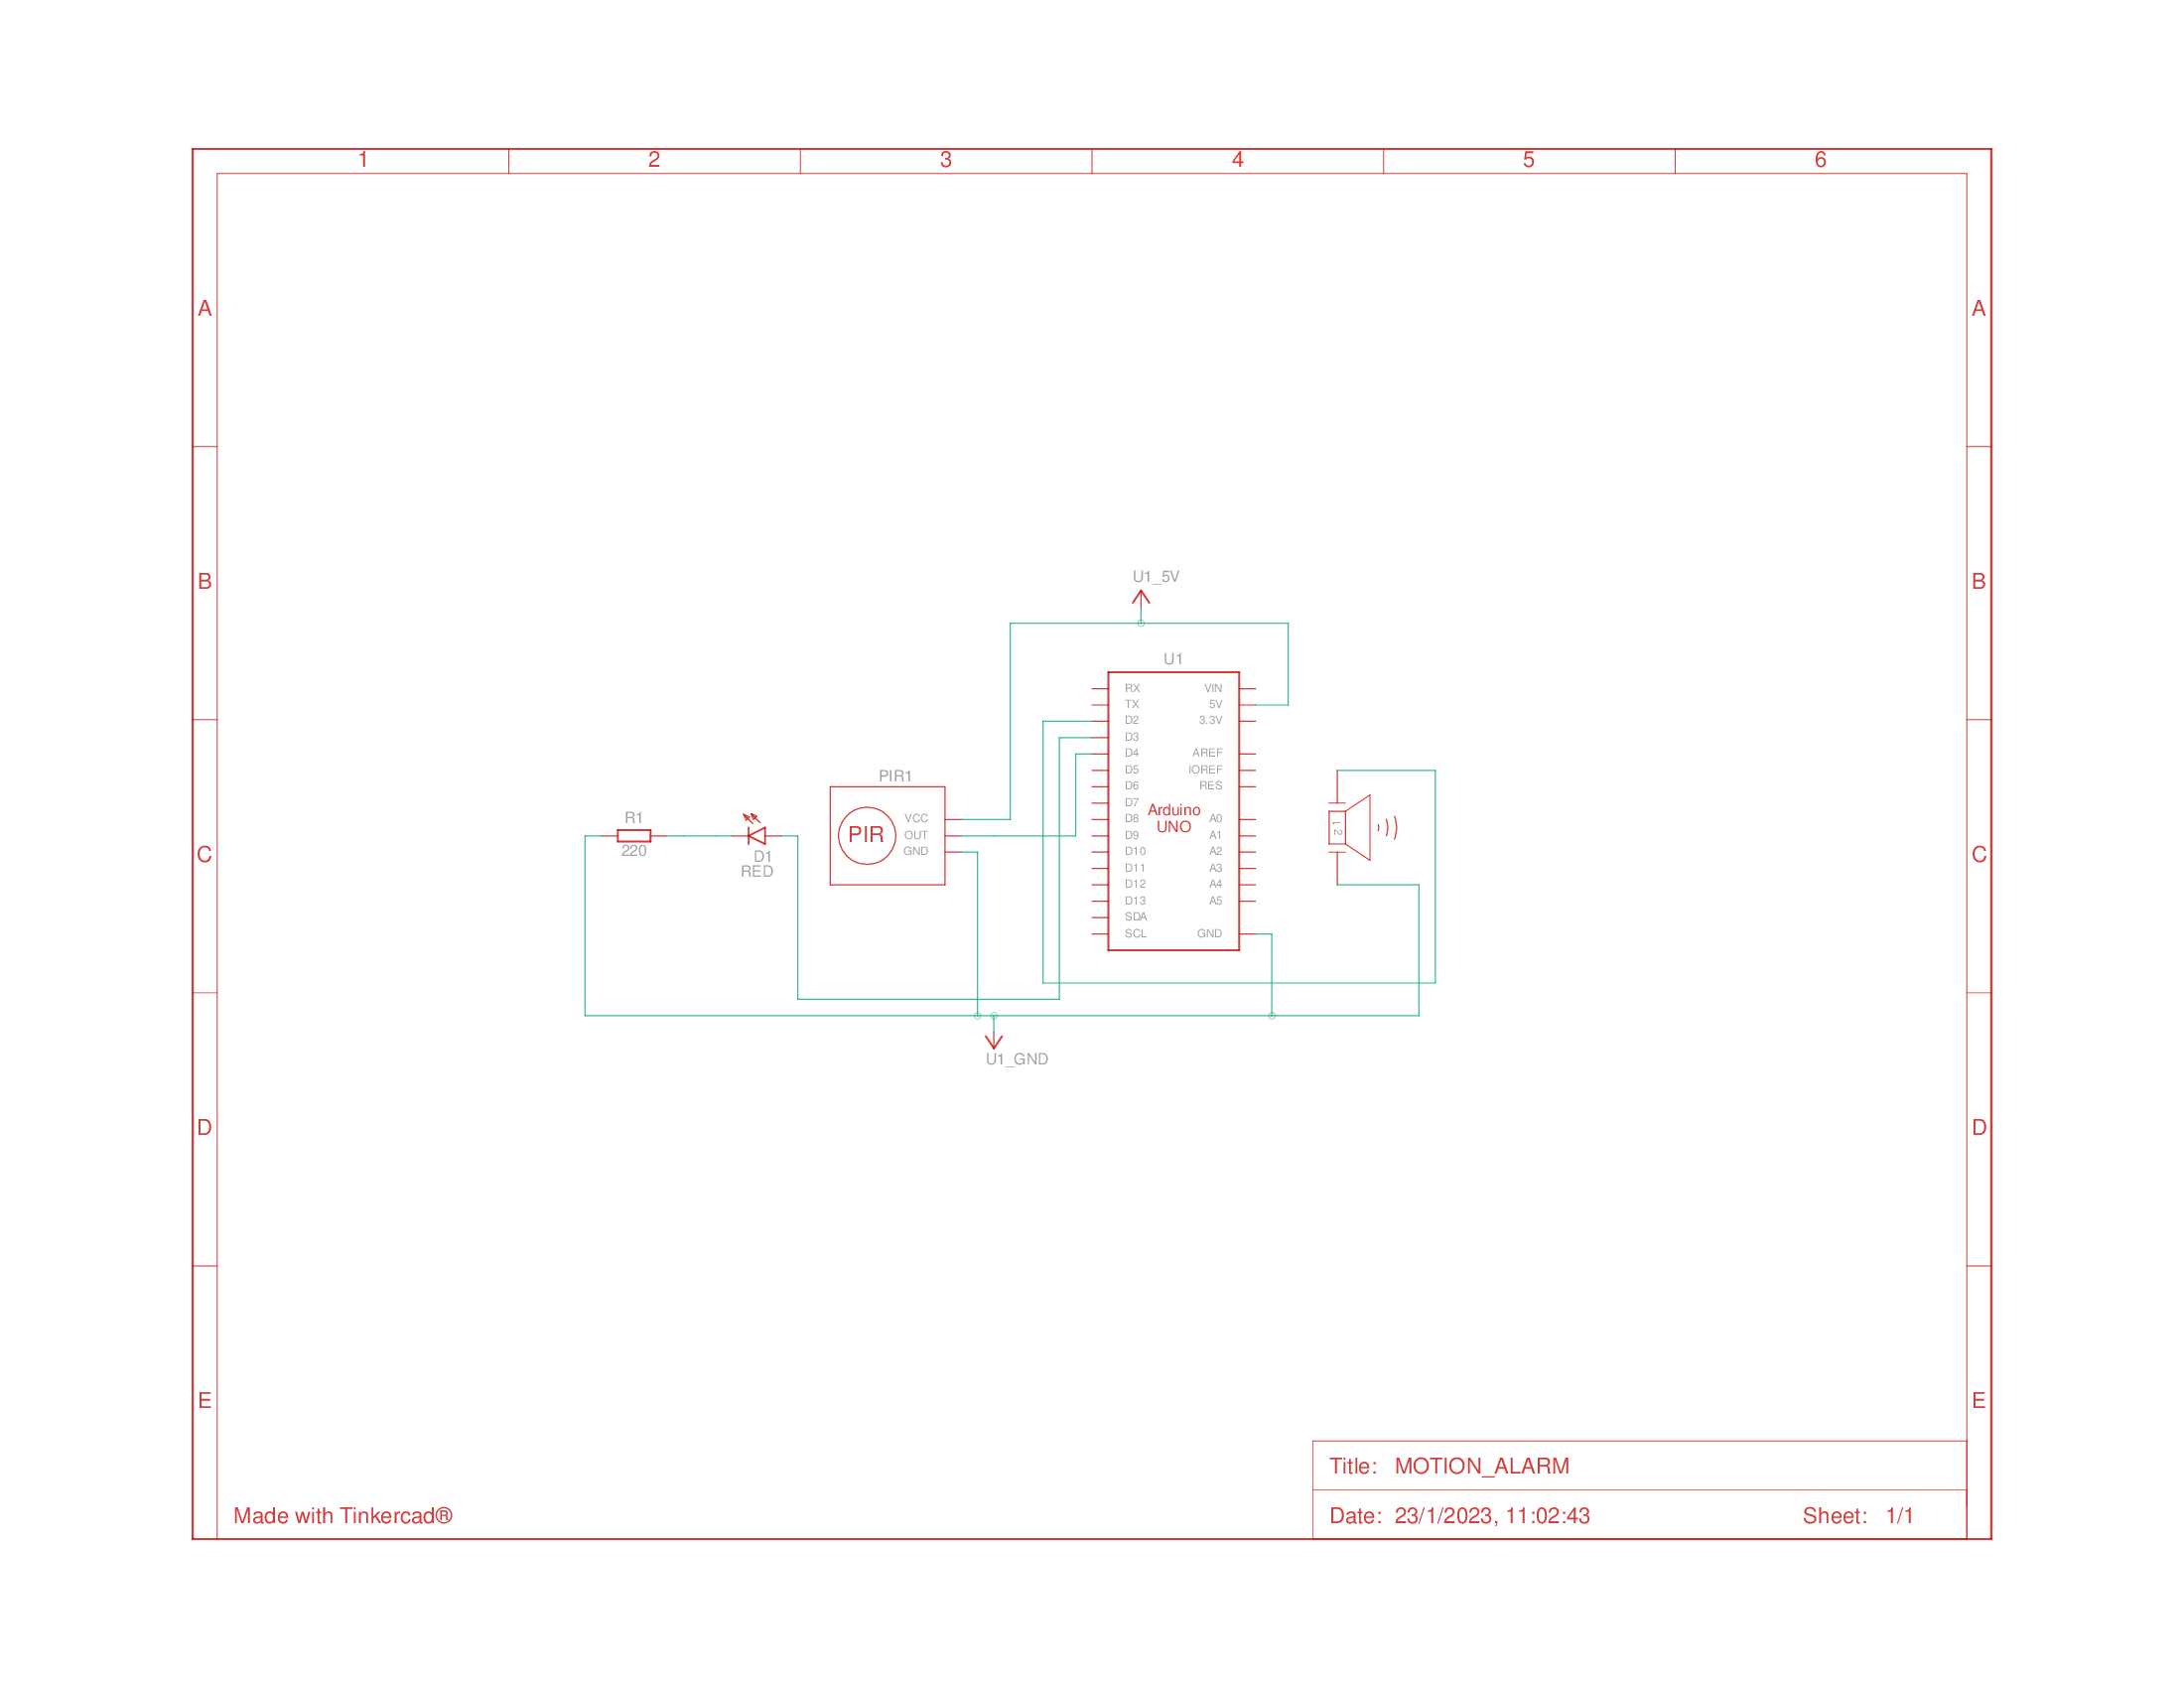 1 2 3 4 5 6
A A
B B
U1_5V
U1
RX VIN
TX 5V
D2 3.3V
D3
D4 AREF
D5 IOREF
D6 RES
D7
D8 A0
D9 A1
D10 A2
D11 A3
D12 A4
D13 A5
SDA
SCL GND
Arduino
UNO
PIR1
PIR
VCC
OUT
GND
R1
220
D1
RED
1
2
C C
U1_GND
D D
E E
Title: MOTION_ALARM
Made with Tinkercad®
Date: 23/1/2023, 11:02:43 Sheet: 1/1